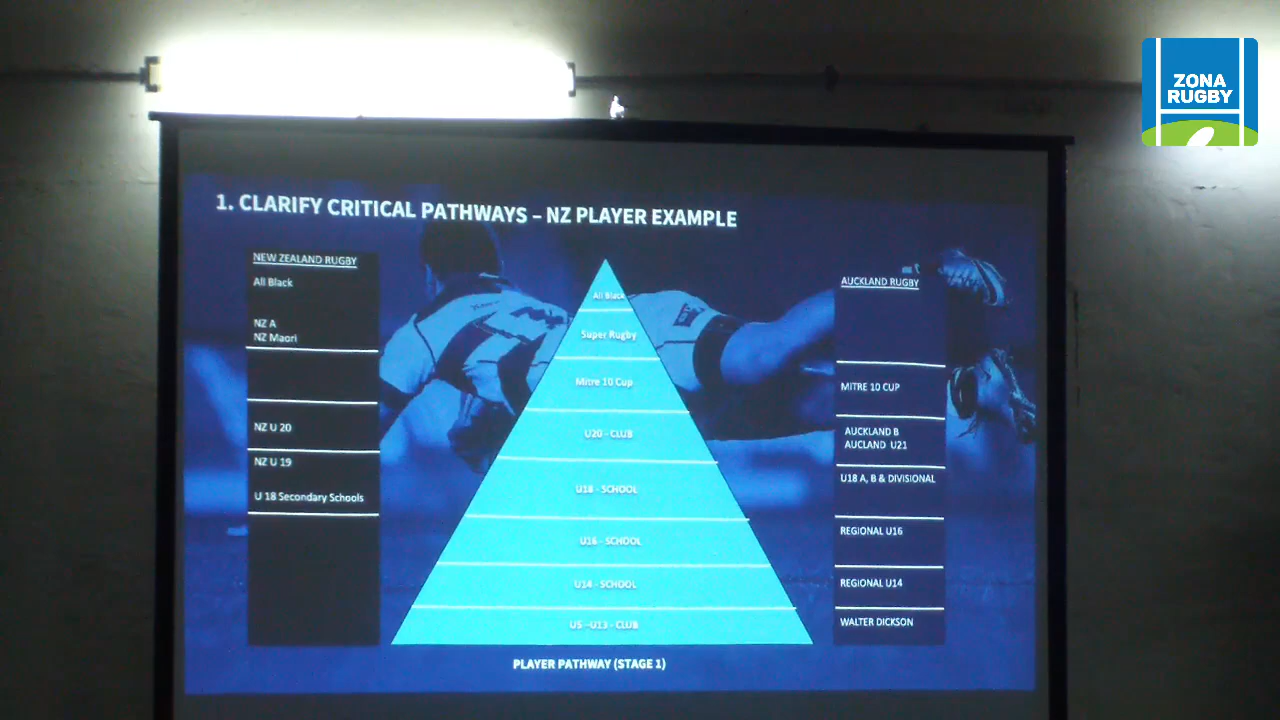 ZONA
RUGBY
1. CLARIFY CRITICAL PATHWAYS – NZ PLAYER EXAMPLE
NEW ZEALAND RUGBY
All Black
NZ A
NZ Maori
NZ U 20
NZ U 19
U 18 Secondary Schools
All Black
Super Rugby
Mitre 10 Cup
U20 - CLUB
U18 - SCHOOL
U16 - SCHOOL
U14 - SCHOOL
U5 -U13 - CLUB
PLAYER PATHWAY (STAGE 1)
AUCKLAND RUGBY
MITRE 10 CUP
AUCKLAND B
AUCLAND U21
U18 A, B & DIVISIONAL
REGIONAL U16
REGIONAL U14
WALTER DICKSON